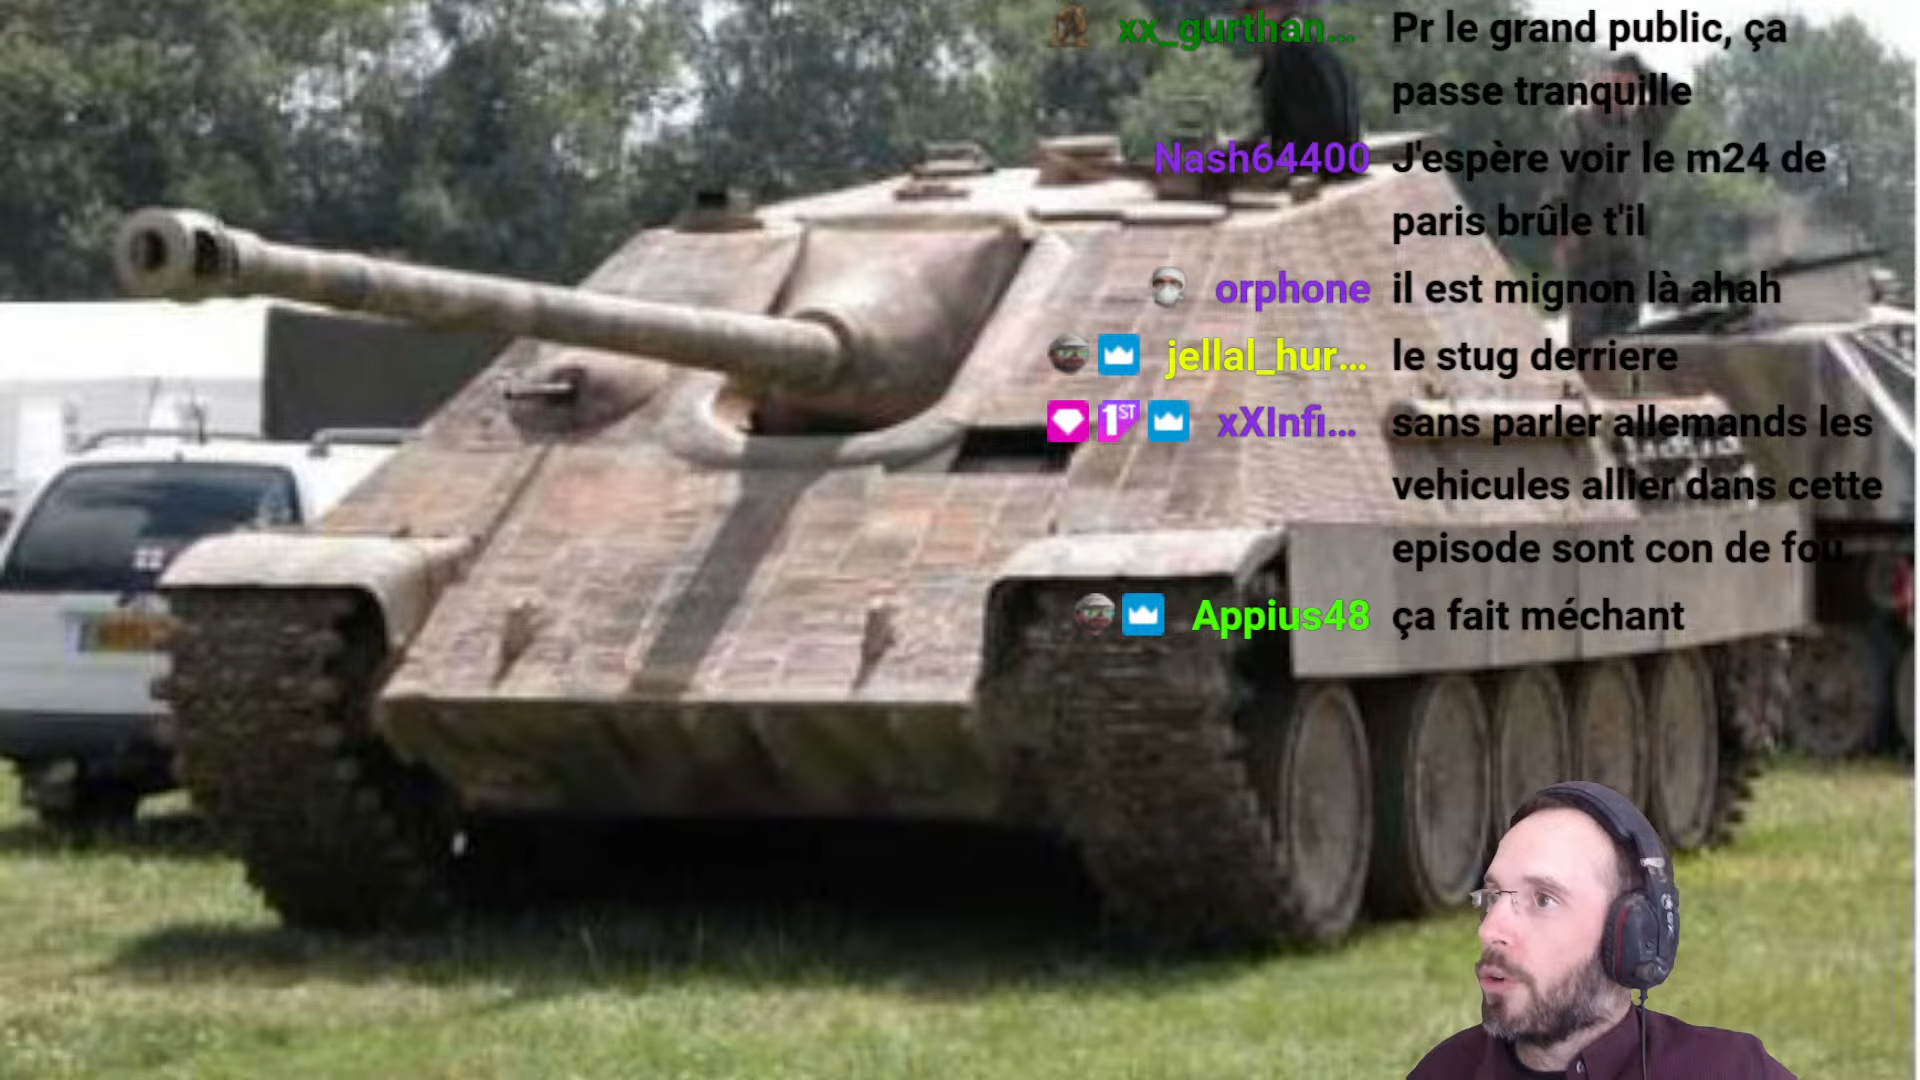 xx_gurthan... Pr le grand public, ça
passe tranquille
Nash64400 J'espère voir le m24 de
paris brûle t'il
orphone il est mignon là ahah
jellal_hur... le stug derriere
1ST xXInfi... sans parler allemands les
vehicules allier dans cette
episode sont con de fou
Appius48 ça fait méchant